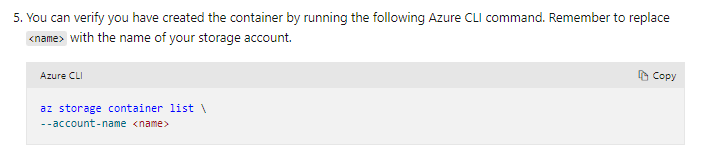 5. You can verify you have created the container by running the following Azure CLI command. Remember to replace
<name> with the name of your storage account.
Azure CLI
Copy
az storage container list \
--account-name <name>